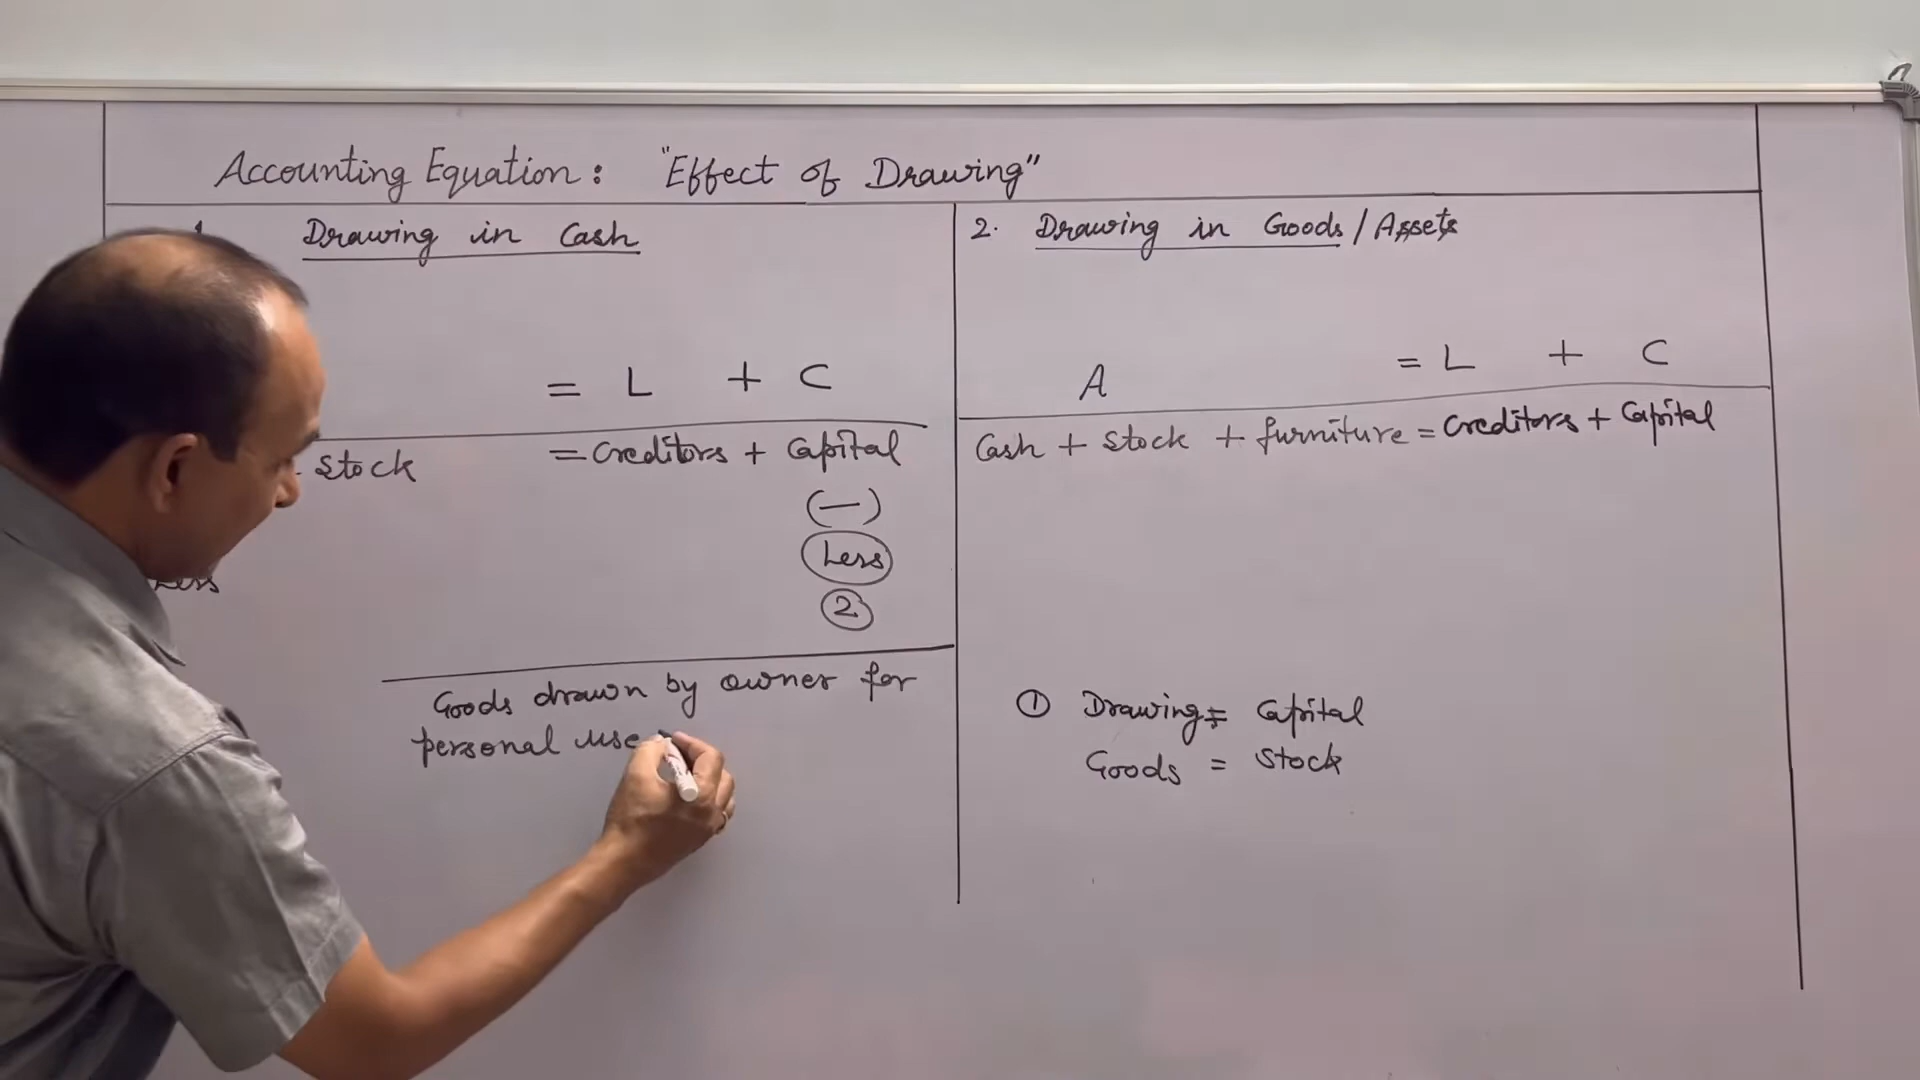 Accounting Equation: "Effect of Drawing"
Drawing in Cash
= L + C
Stock = Creditors + Capital
(—)
Less
2
Less
Goods drawn by owner for
personal use
2. Drawing in Goods / Assets
A = L + C
Cash + Stock + furniture = Creditors + Capital
① Drawing = Capital
Goods = Stock